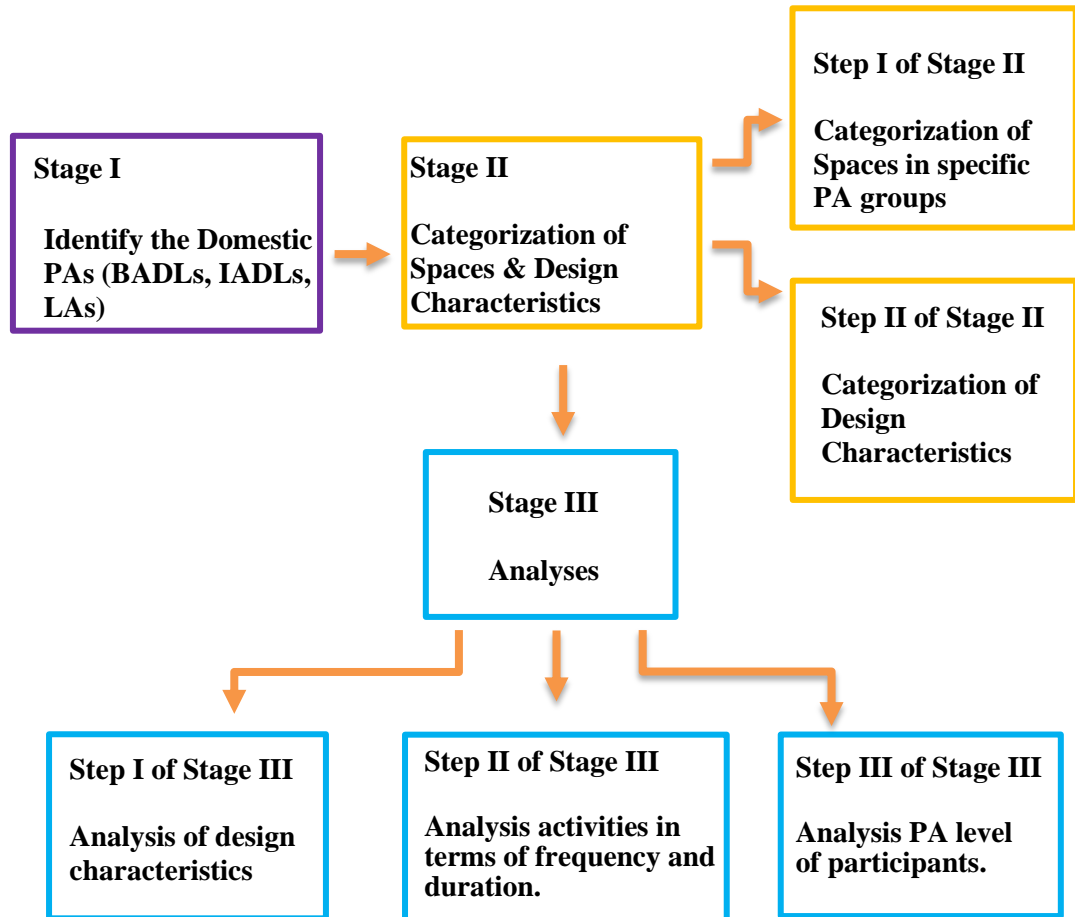 Stage I
Identify the Domestic
PAs (BADLs, IADLs,
LAs)
Stage II
Categorization of
Spaces & Design
Characteristics
Step I of Stage II
Categorization of
Spaces in specific
PA groups
Step II of Stage II
Categorization of
Design
Characteristics
Stage III
Analyses
Step I of Stage III
Analysis of design
characteristics
Step II of Stage III
Analysis activities in
terms of frequency and
duration.
Step III of Stage III
Analysis PA level
of participants.